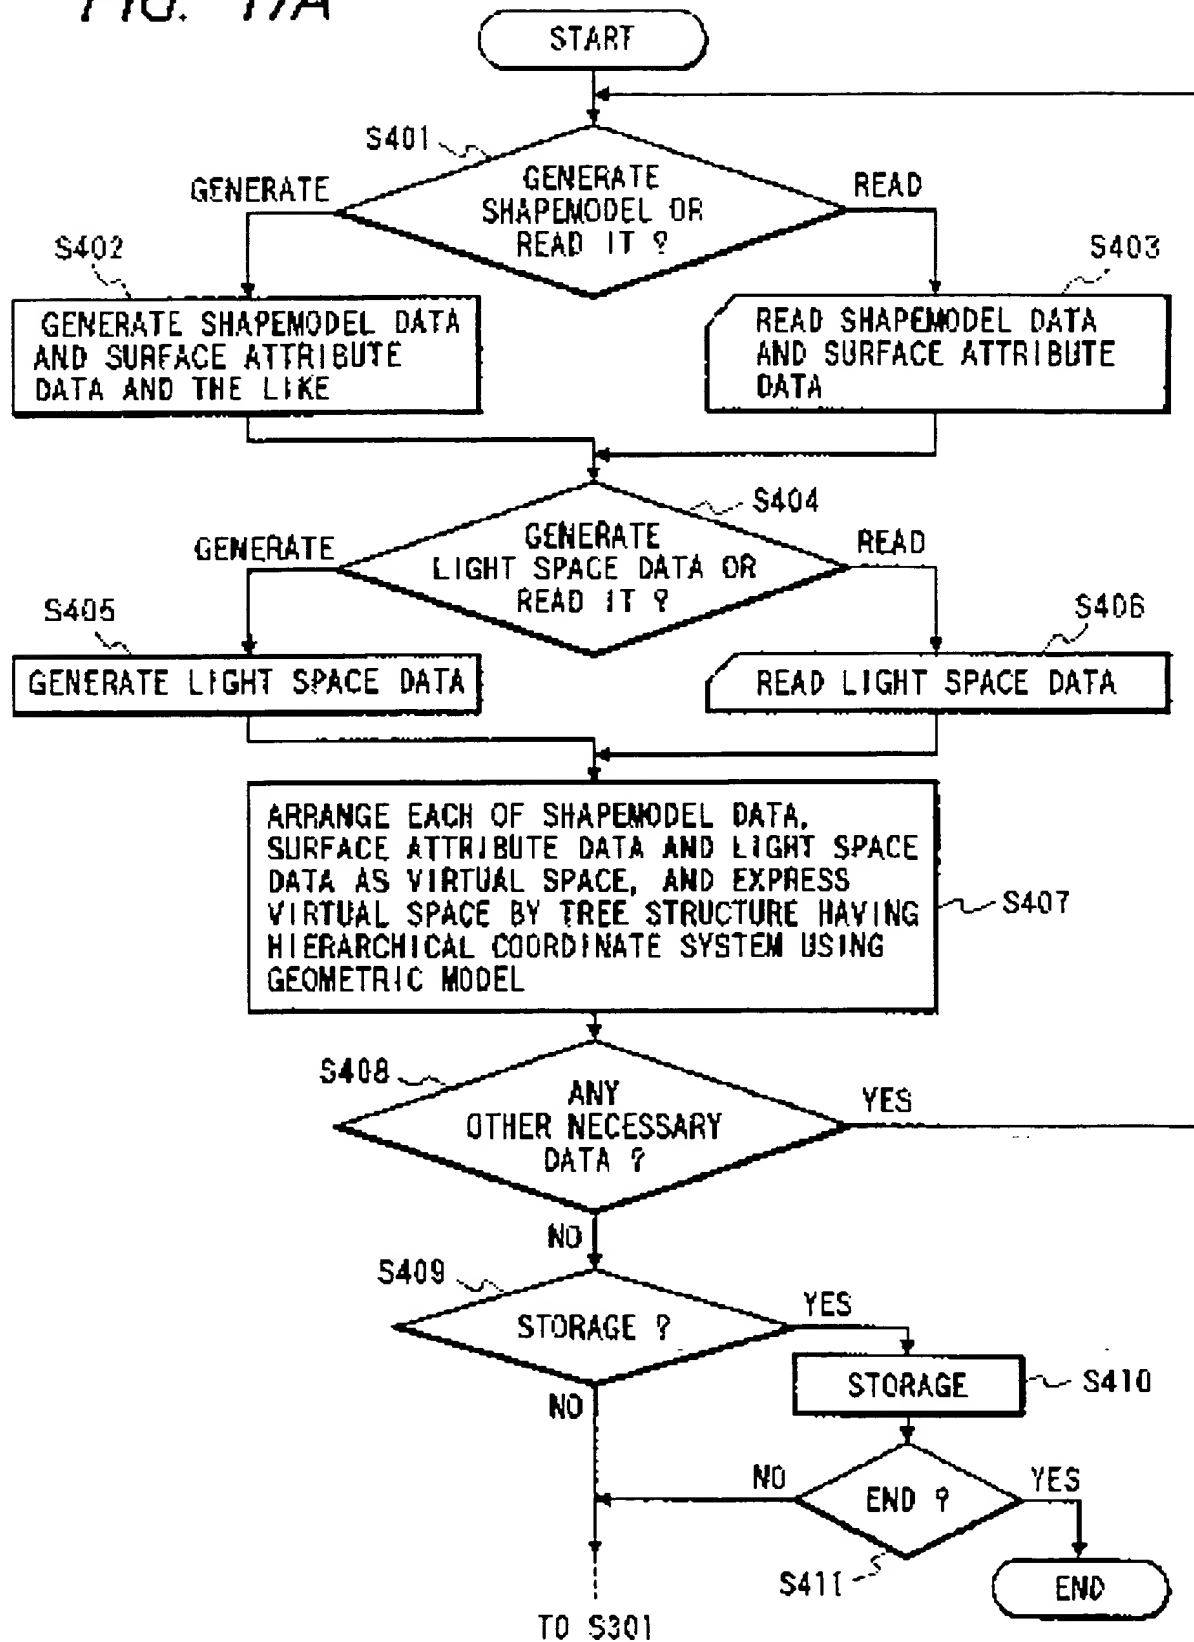 FIG. 17A
START
S401
GENERATE
GENERATE
SHAPEMODEL OR
READ IT ?
READ
S402
GENERATE SHAPEMODEL DATA
AND SURFACE ATTRIBUTE
DATA AND THE LIKE
S403
READ SHAPEMODEL DATA
AND SURFACE ATTRIBUTE
DATA
S404
GENERATE
GENERATE
LIGHT SPACE DATA OR
READ IT ?
READ
S405
GENERATE LIGHT SPACE DATA
S406
READ LIGHT SPACE DATA
ARRANGE EACH OF SHAPEMODEL DATA,
SURFACE ATTRIBUTE DATA AND LIGHT SPACE
DATA AS VIRTUAL SPACE, AND EXPRESS
VIRTUAL SPACE BY TREE STRUCTURE HAVING
HIERARCHICAL COORDINATE SYSTEM USING
GEOMETRIC MODEL
S407
S408
ANY
OTHER NECESSARY
DATA ?
YES
NO
S409
STORAGE ?
YES
NO
STORAGE
S410
NO
END ?
YES
S411
END
TO S301